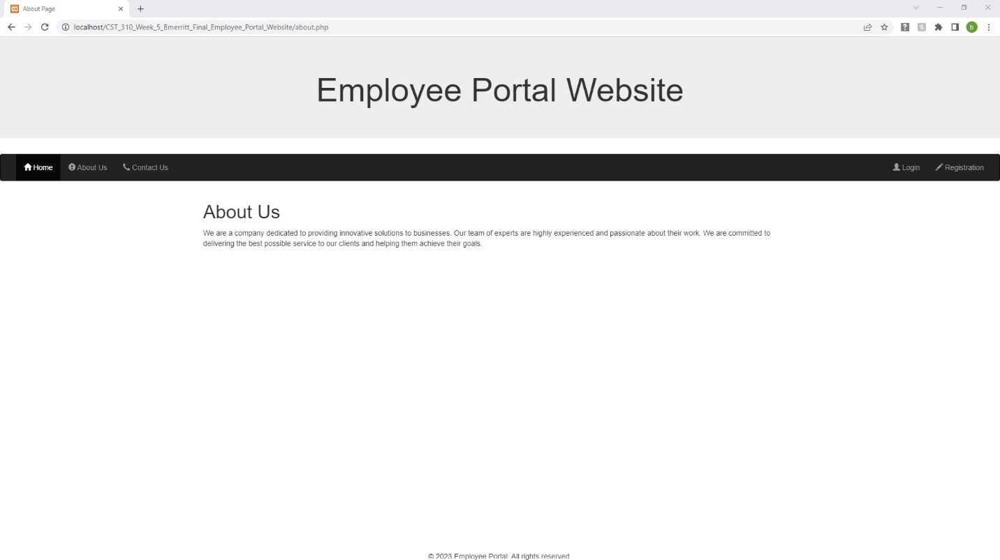 About Page
localhost/CST_310_Week_5_Bmerritt_Final_Employee_Portal_Website/about.php
b
Employee Portal Website
Home About Us Contact Us Login Registration
About Us
We are a company dedicated to providing innovative solutions to businesses. Our team of experts are highly experienced and passionate about their work. We are committed to
delivering the best possible service to our clients and helping them achieve their goals.
© 2023 Employee Portal. All rights reserved